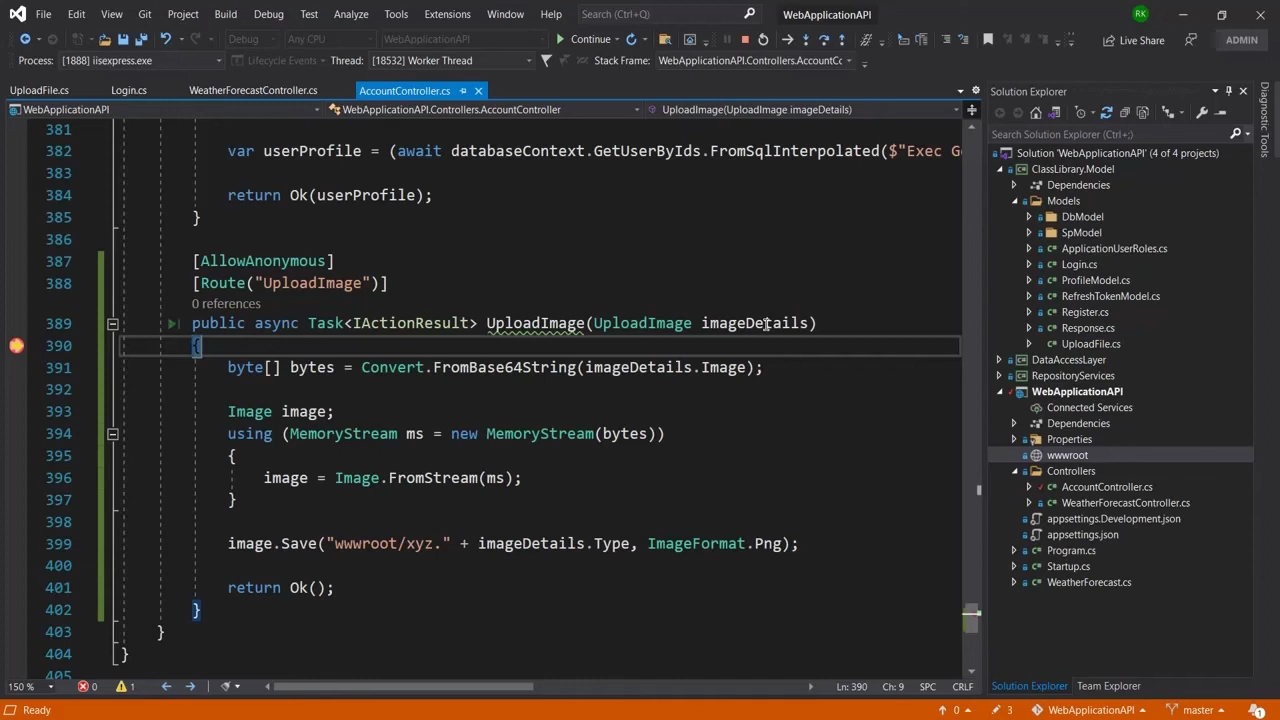 File Edit View Git Project Build Debug Test Analyze Tools Extensions Window Help Search (Ctrl+;) WebApplicationAPI RK
Debug Any CPU WebApplicationAPI Continue Live Share ADMIN
Process: [1888] iisexpress.exe Lifecycle Events Thread: [18532] Worker Thread Stack Frame: WebApplicationAPI.Controllers.AccountCc
UploadFile.cs Login.cs WeatherForecastController.cs AccountController.cs
WebApplicationAPI WebApplicationAPI.Controllers.AccountController UploadImage(UploadImage imageDetails)
381
382 var userProfile = (await databaseContext.GetUserByIds.FromSqlInterpolated($"Exec Ge
383
384 return Ok(userProfile);
385 }
386
387 [AllowAnonymous]
388 [Route("UploadImage")]
0 references
389 public async Task<IActionResult> UploadImage(UploadImage imageDetails)
390 {
391 byte[] bytes = Convert.FromBase64String(imageDetails.Image);
392
393 Image image;
394 using (MemoryStream ms = new MemoryStream(bytes))
395 {
396 image = Image.FromStream(ms);
397 }
398
399 image.Save("wwwroot/xyz." + imageDetails.Type, ImageFormat.Png);
400
401 return Ok();
402 }
403 }
404 }
405
150 % 0 1 Ln: 390 Ch: 9 SPC CRLF
Solution Explorer
Search Solution Explorer (Ctrl+;)
Solution 'WebApplicationAPI' (4 of 4 projects)
ClassLibrary.Model
Dependencies
Models
DbModel
SpModel
ApplicationUserRoles.cs
Login.cs
ProfileModel.cs
RefreshTokenModel.cs
Register.cs
Response.cs
UploadFile.cs
DataAccessLayer
RepositoryServices
WebApplicationAPI
Connected Services
Dependencies
Properties
wwwroot
Controllers
AccountController.cs
WeatherForecastController.cs
appsettings.Development.json
appsettings.json
Program.cs
Startup.cs
WeatherForecast.cs
Solution Explorer Team Explorer
Diagnostic Tools
Ready 0 3 WebApplicationAPI master 1